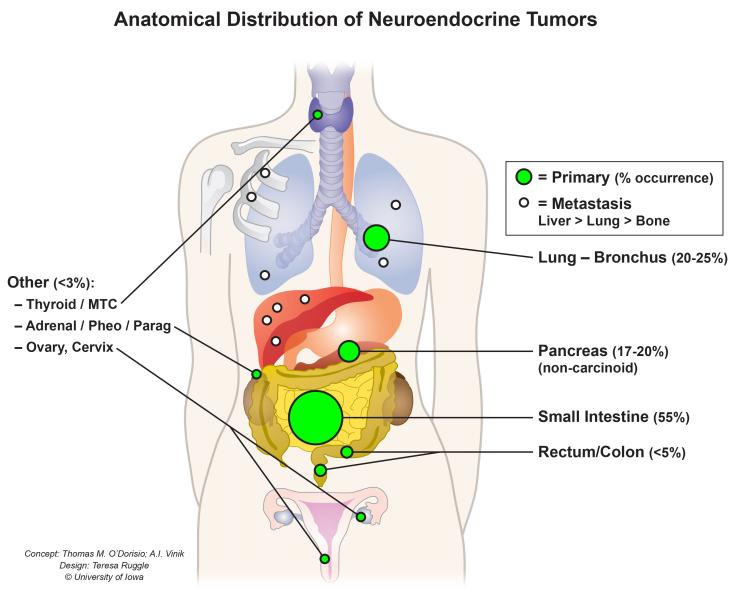 Anatomical Distribution of Neuroendocrine Tumors
= Primary (% occurrence)
= Metastasis
Liver > Lung > Bone
Lung – Bronchus (20-25%)
Other (<3%):
– Thyroid / MTC
– Adrenal / Pheo / Parag
– Ovary, Cervix
Pancreas (17-20%)
(non-carcinoid)
Small Intestine (55%)
Rectum/Colon (<5%)
Concept: Thomas M. O'Dorisio; A.I. Vinik
Design: Teresa Ruggle
© University of Iowa